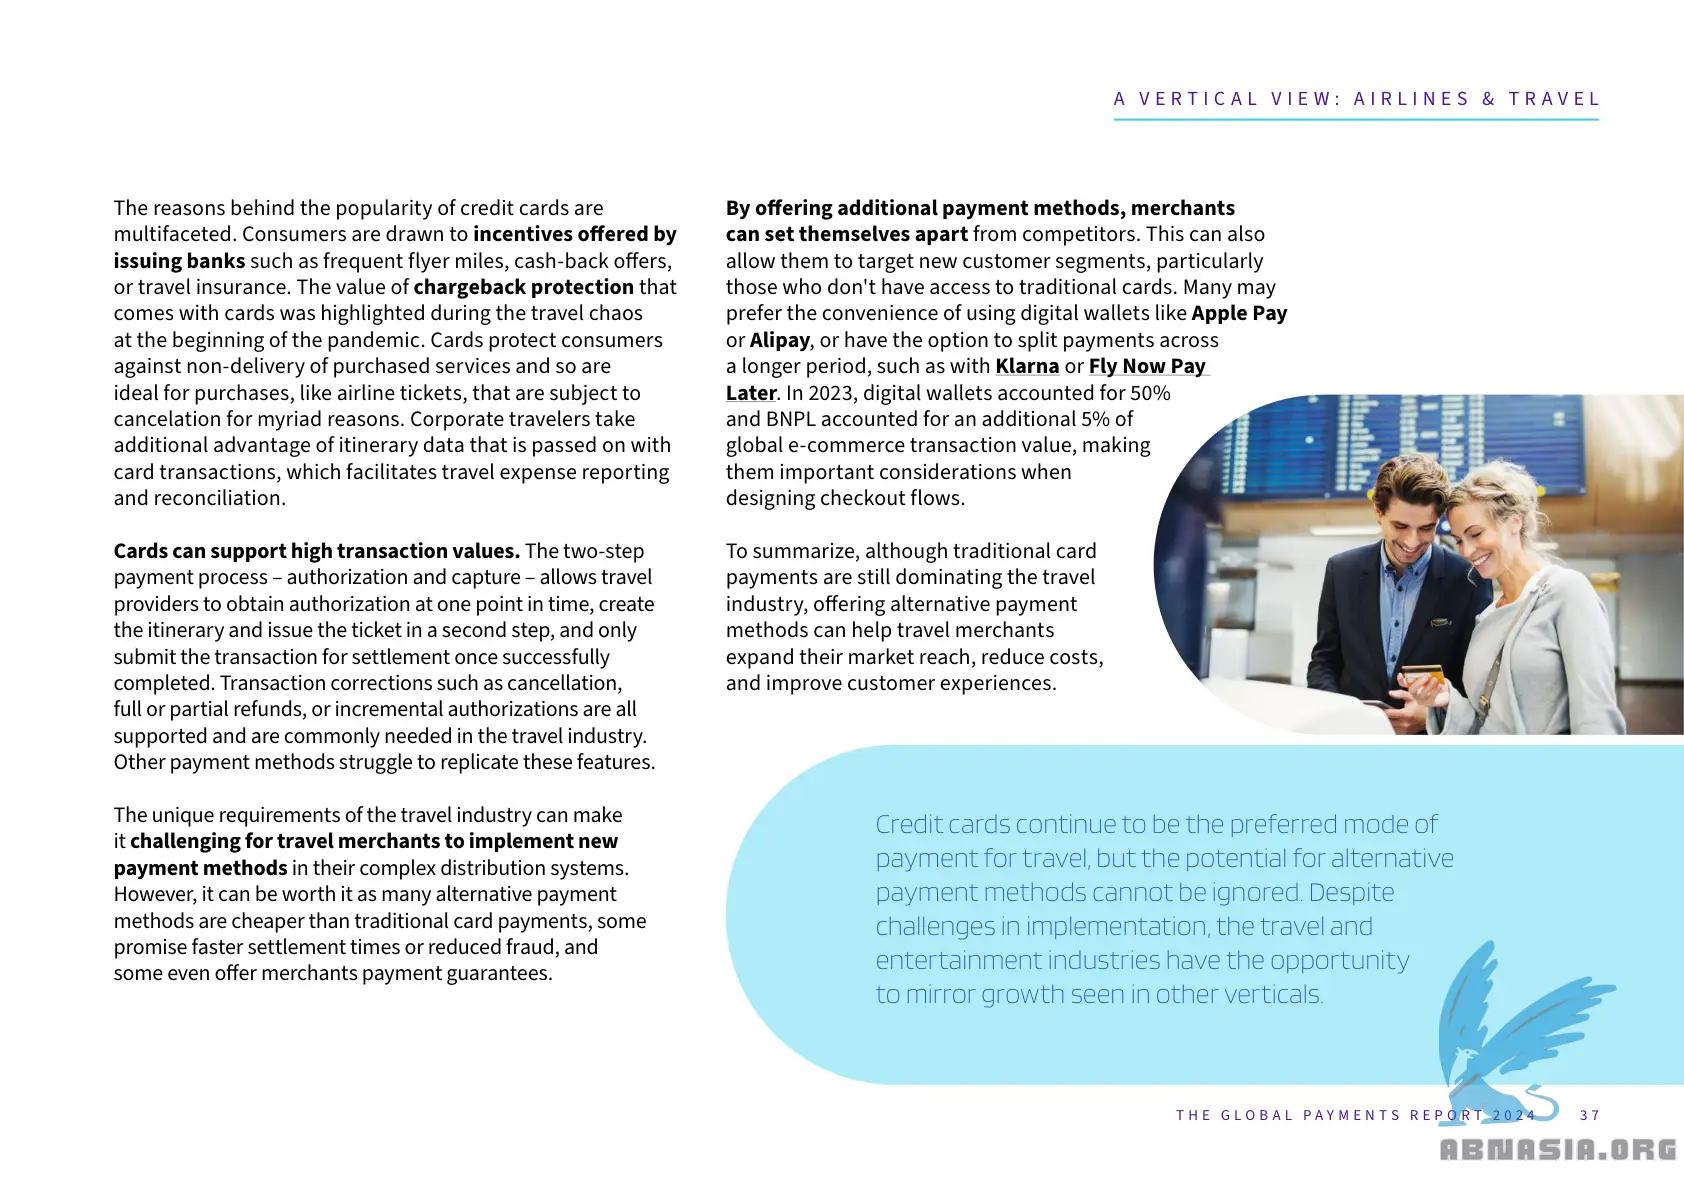 A VERTICAL VIEW: AIRLINES & TRAVEL
The reasons behind the popularity of credit cards are
multifaceted. Consumers are drawn to incentives offered by
issuing banks such as frequent flyer miles, cash-back offers,
or travel insurance. The value of chargeback protection that
comes with cards was highlighted during the travel chaos
at the beginning of the pandemic. Cards protect consumers
against non-delivery of purchased services and so are
ideal for purchases, like airline tickets, that are subject to
cancelation for myriad reasons. Corporate travelers take
additional advantage of itinerary data that is passed on with
card transactions, which facilitates travel expense reporting
and reconciliation.
Cards can support high transaction values. The two-step
payment process – authorization and capture – allows travel
providers to obtain authorization at one point in time, create
the itinerary and issue the ticket in a second step, and only
submit the transaction for settlement once successfully
completed. Transaction corrections such as cancellation,
full or partial refunds, or incremental authorizations are all
supported and are commonly needed in the travel industry.
Other payment methods struggle to replicate these features.
The unique requirements of the travel industry can make
it challenging for travel merchants to implement new
payment methods in their complex distribution systems.
However, it can be worth it as many alternative payment
methods are cheaper than traditional card payments, some
promise faster settlement times or reduced fraud, and
some even offer merchants payment guarantees.
By offering additional payment methods, merchants
can set themselves apart from competitors. This can also
allow them to target new customer segments, particularly
those who don't have access to traditional cards. Many may
prefer the convenience of using digital wallets like Apple Pay
or Alipay, or have the option to split payments across
a longer period, such as with Klarna or Fly Now Pay
Later. In 2023, digital wallets accounted for 50%
and BNPL accounted for an additional 5% of
global e-commerce transaction value, making
them important considerations when
designing checkout flows.
To summarize, although traditional card
payments are still dominating the travel
industry, offering alternative payment
methods can help travel merchants
expand their market reach, reduce costs,
and improve customer experiences.
Credit cards continue to be the preferred mode of
payment for travel, but the potential for alternative
payment methods cannot be ignored. Despite
challenges in implementation, the travel and
entertainment industries have the opportunity
to mirror growth seen in other verticals.
THE GLOBAL PAYMENTS REPORT 2024 37
ABNASIA.ORG